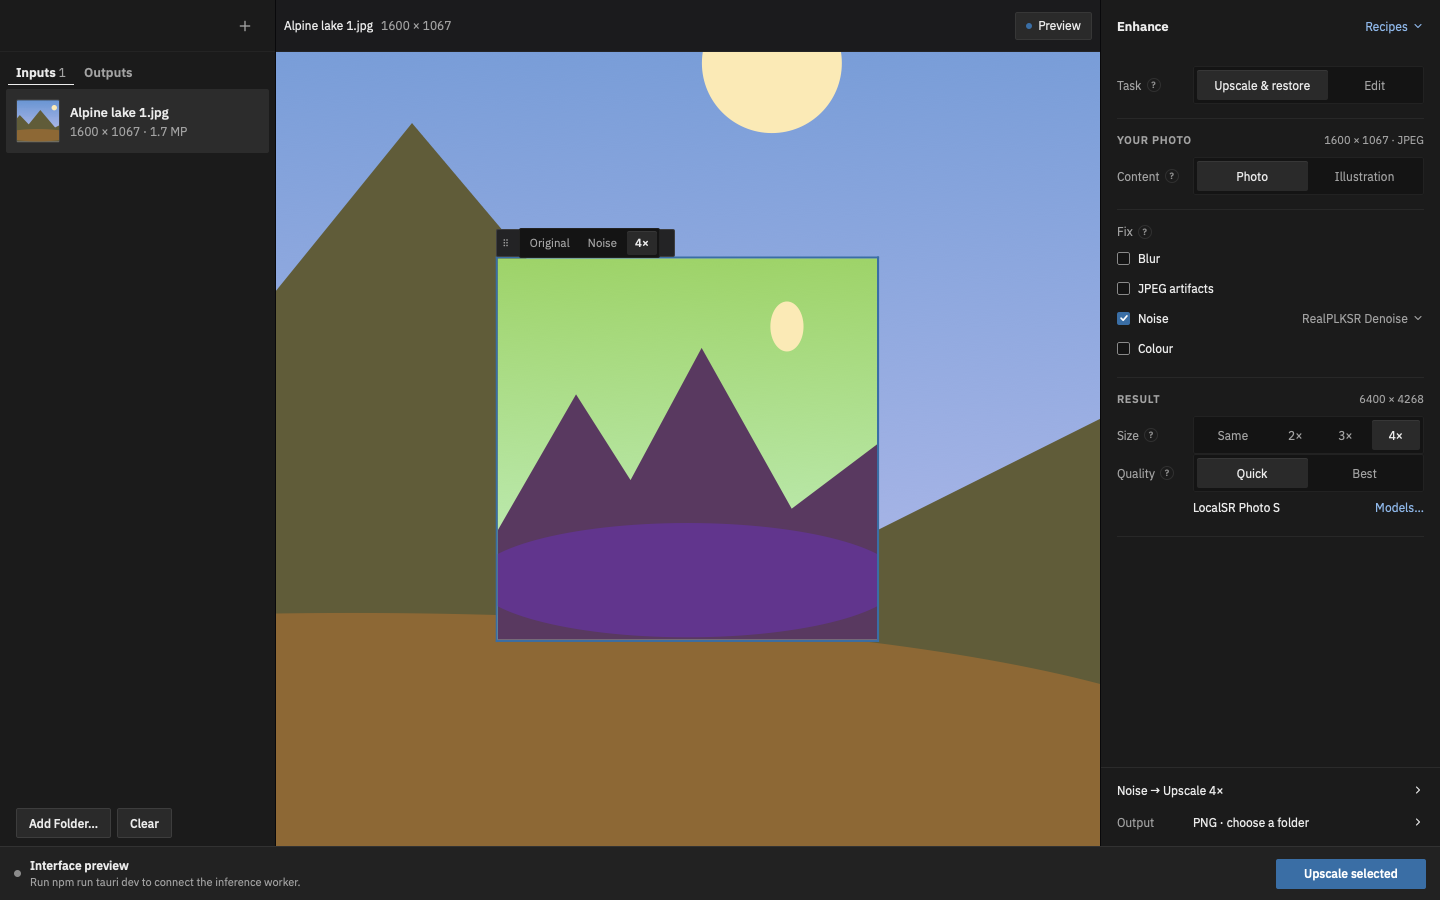 Alpine lake 1.jpg 1600 × 1067
Preview
Enhance
Recipes
Inputs 1
Outputs
Alpine lake 1.jpg
1600 × 1067 · 1.7 MP
Original
Noise
4×
Task ?
Upscale & restore
Edit
YOUR PHOTO
1600 × 1067 · JPEG
Content ?
Photo
Illustration
Fix ?
Blur
JPEG artifacts
Noise
RealPLKSR Denoise
Colour
RESULT
6400 × 4268
Size ?
Same
2×
3×
4×
Quality ?
Quick
Best
LocalSR Photo S
Models...
Noise → Upscale 4×
Output
PNG · choose a folder
Add Folder...
Clear
Interface preview
Run npm run tauri dev to connect the inference worker.
Upscale selected